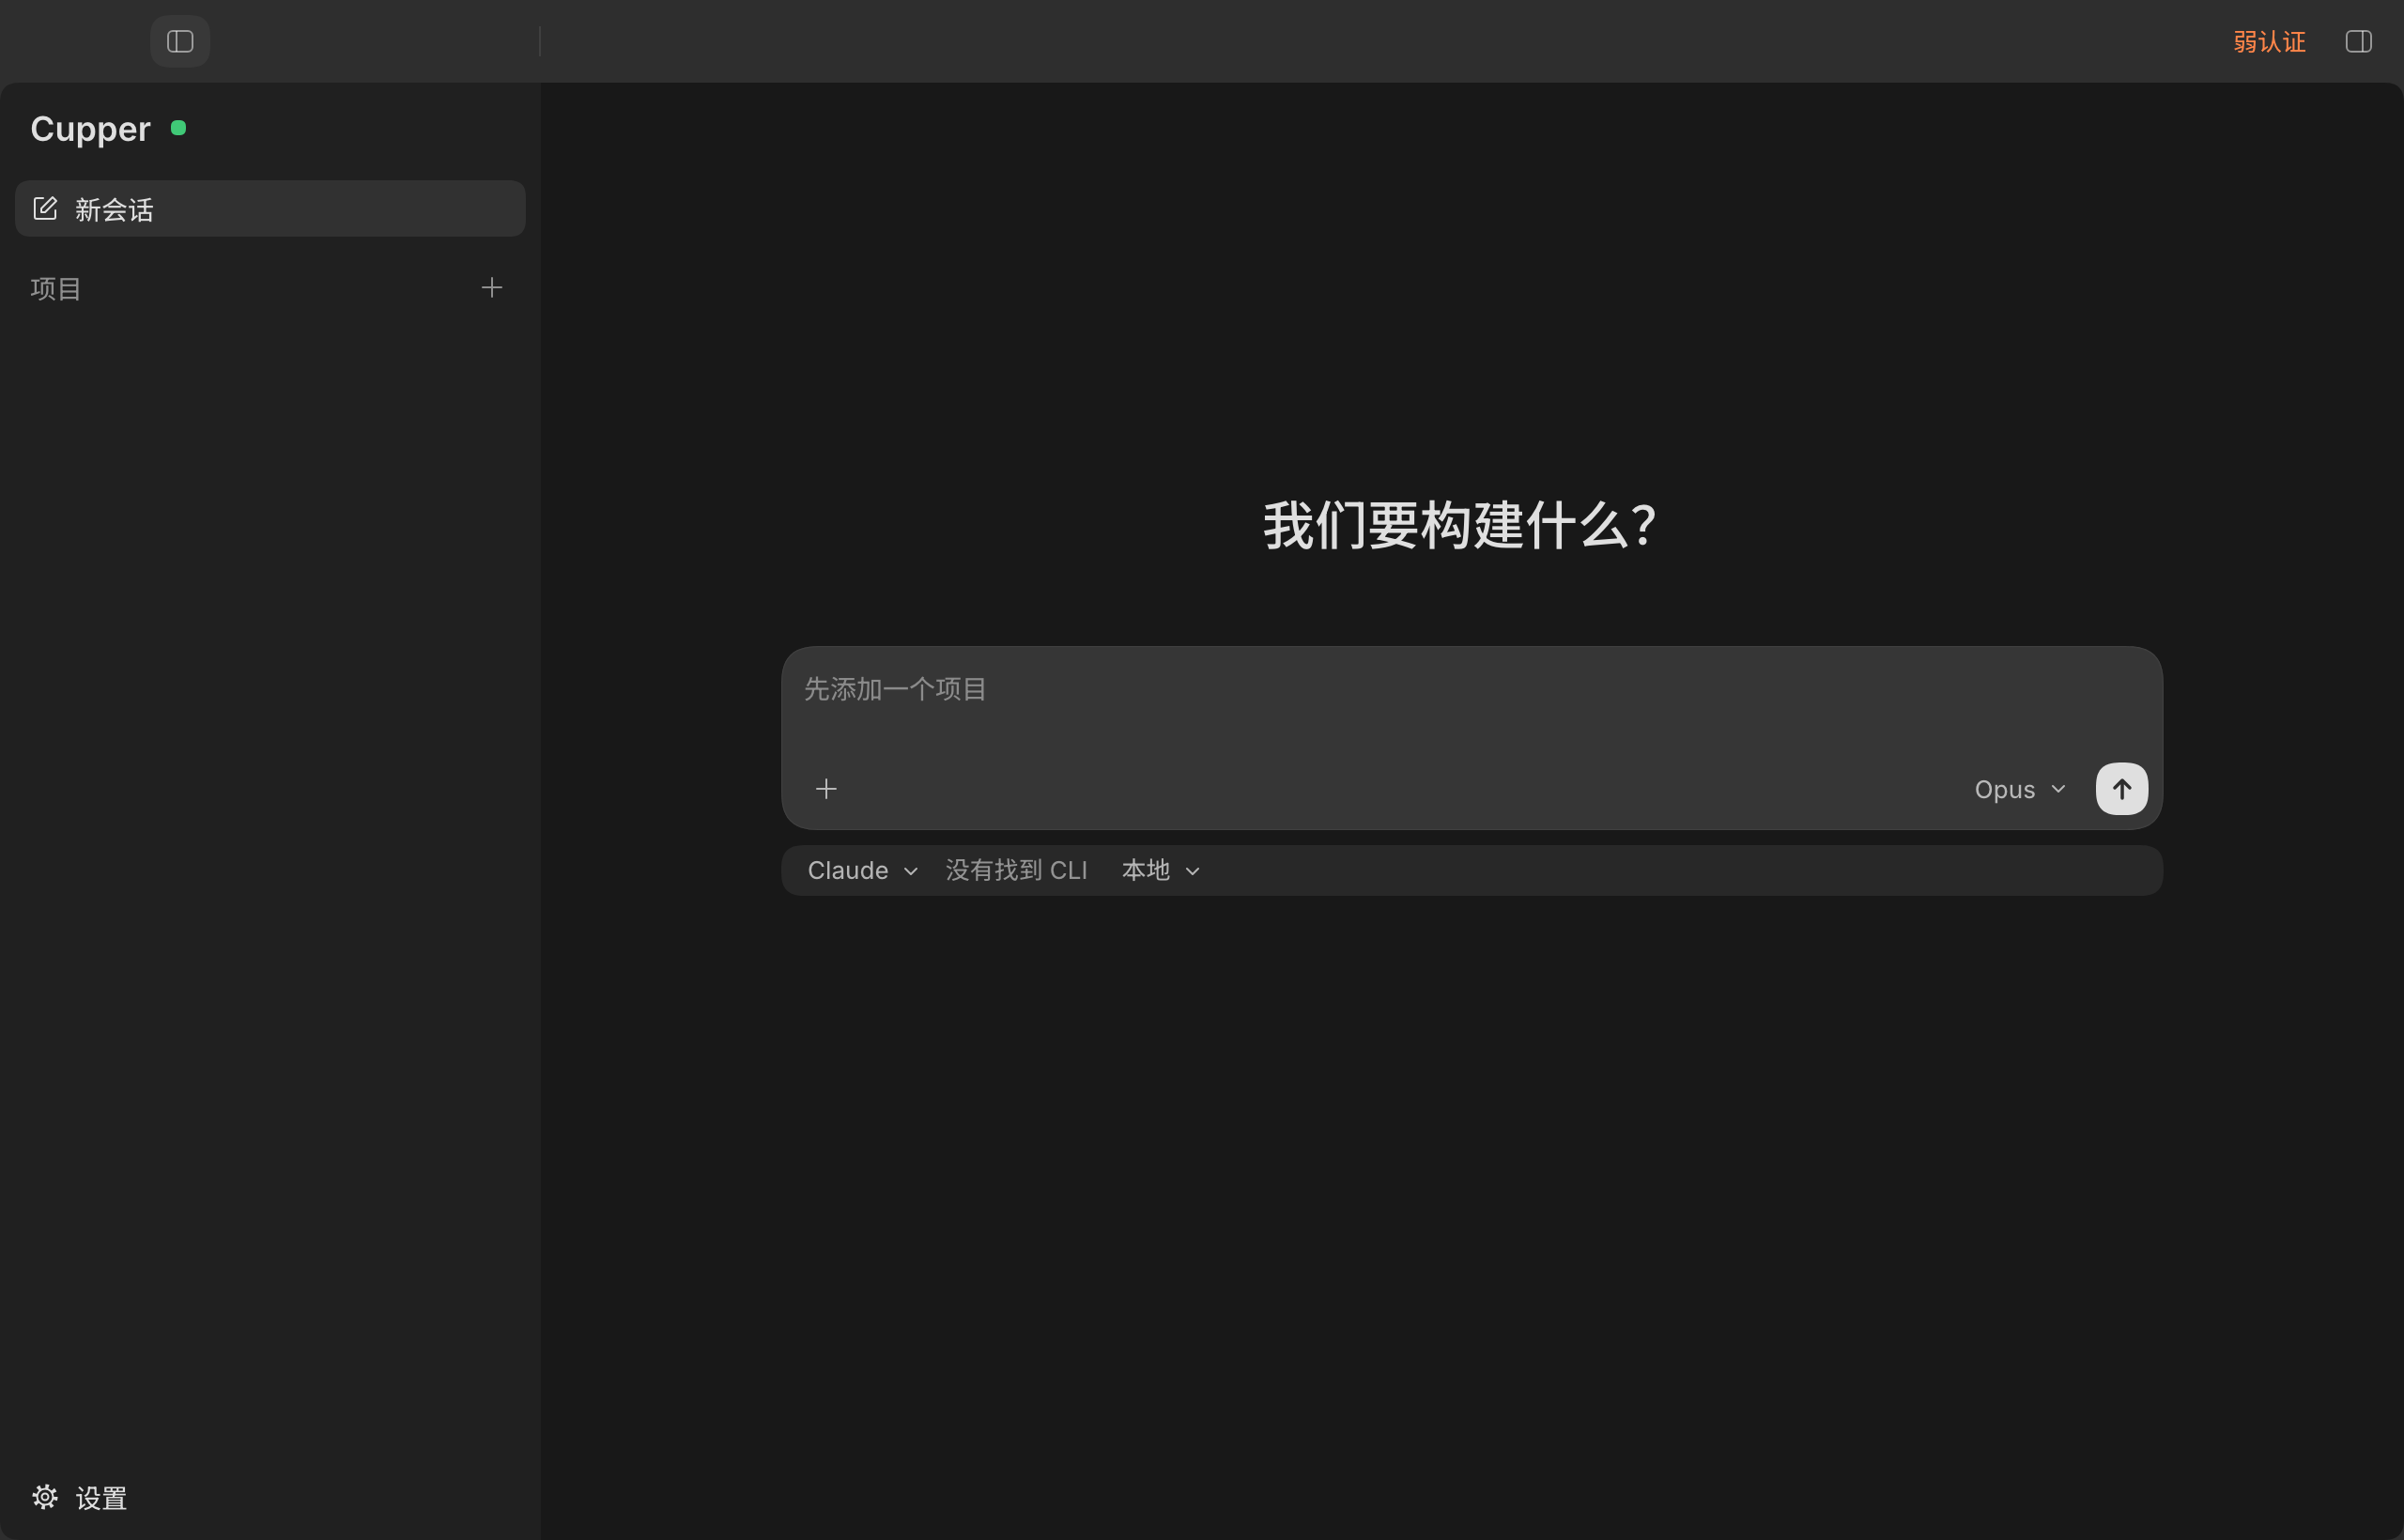 弱认证
Cupper
新会话
项目
我们要构建什么？
先添加一个项目
Opus
Claude 没有找到 CLI 本地
设置